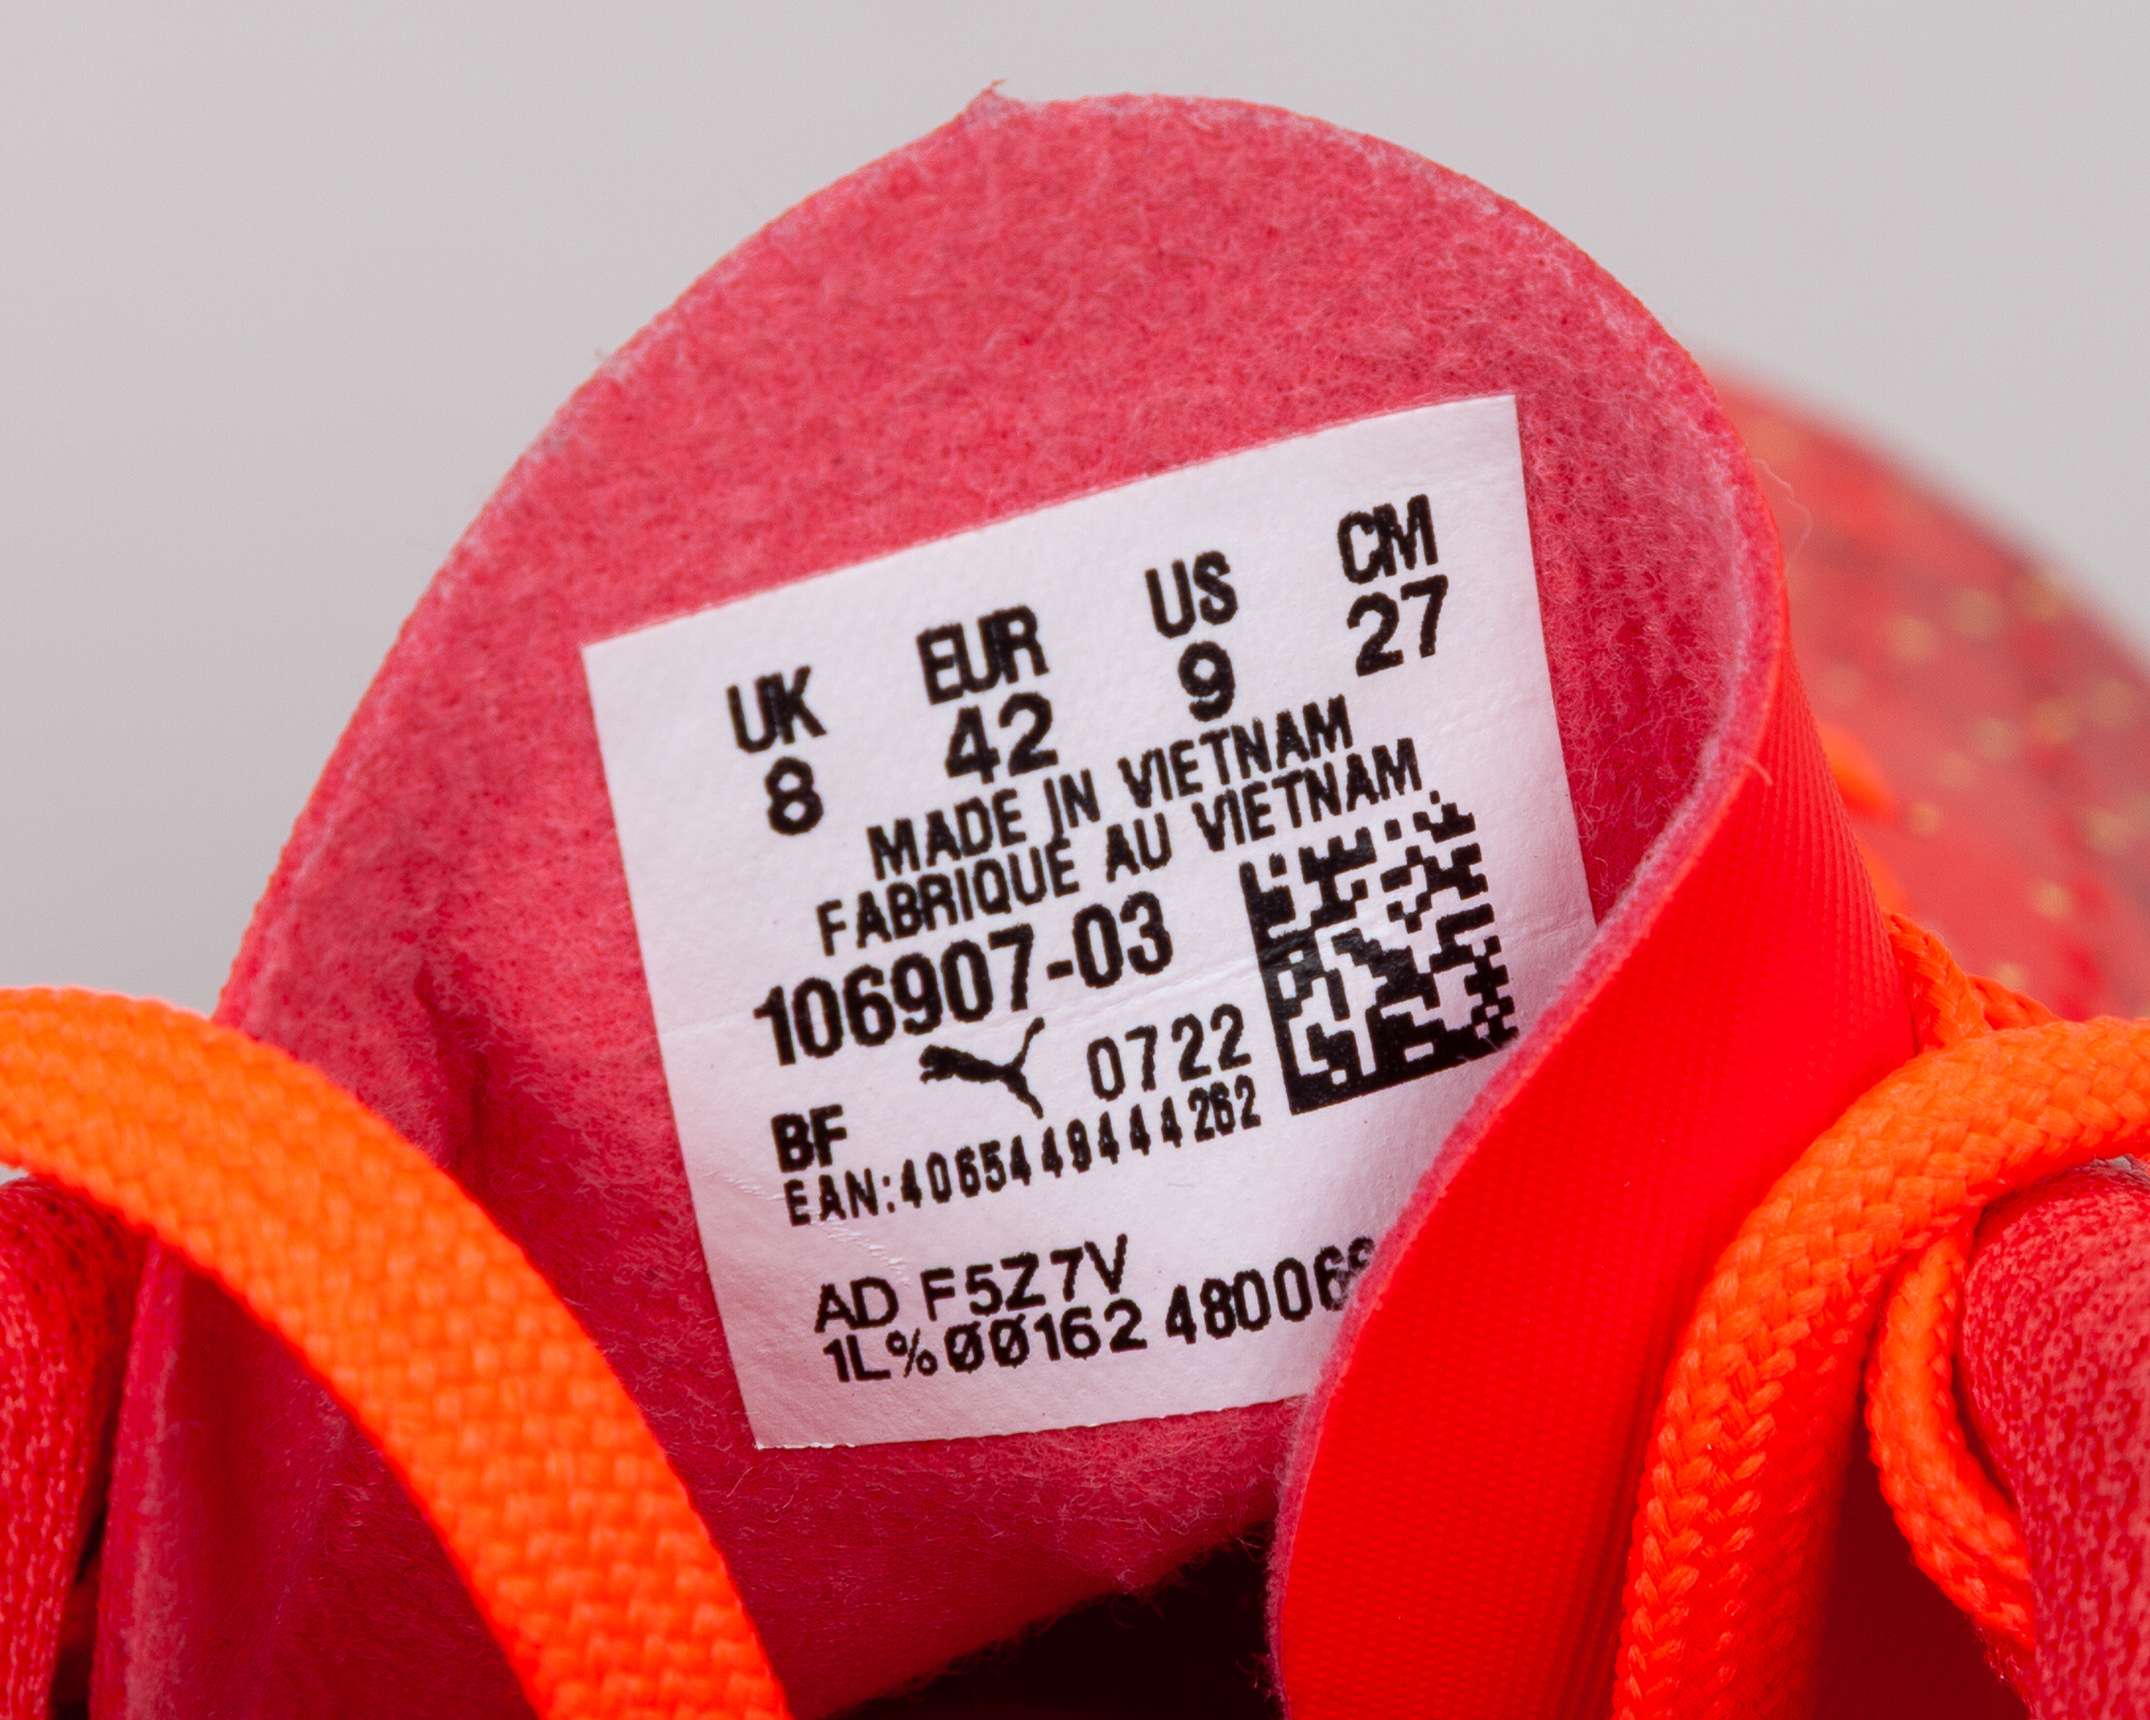 UK EUR US CM
8 42 9 27
MADE IN VIETNAM
FABRIQUÉ AU VIETNAM
106907-03
0722
BF
EAN:4065449444262
AD F5Z7V
1L%ØØ162